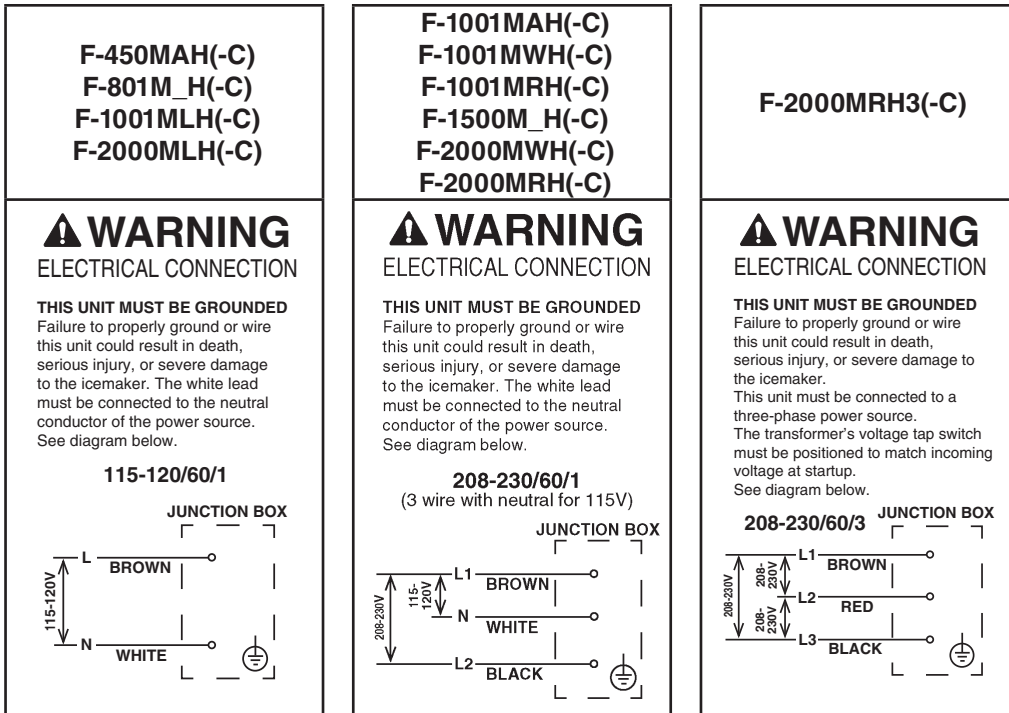 F-450MAH(-C)
F-801M_H(-C)
F-1001MLH(-C)
F-2000MLH(-C)
WARNING
ELECTRICAL CONNECTION
THIS UNIT MUST BE GROUNDED
Failure to properly ground or wire
this unit could result in death,
serious injury, or severe damage
to the icemaker. The white lead
must be connected to the neutral
conductor of the power source.
See diagram below.
115-120/60/1
JUNCTION BOX
L
BROWN
115-120V
N
WHITE
F-1001MAH(-C)
F-1001MWH(-C)
F-1001MRH(-C)
F-1500M_H(-C)
F-2000MWH(-C)
F-2000MRH(-C)
WARNING
ELECTRICAL CONNECTION
THIS UNIT MUST BE GROUNDED
Failure to properly ground or wire
this unit could result in death,
serious injury, or severe damage
to the icemaker. The white lead
must be connected to the neutral
conductor of the power source.
See diagram below.
208-230/60/1
(3 wire with neutral for 115V)
JUNCTION BOX
L1
BROWN
208-230V
115-
120V
N
WHITE
L2
BLACK
F-2000MRH3(-C)
WARNING
ELECTRICAL CONNECTION
THIS UNIT MUST BE GROUNDED
Failure to properly ground or wire
this unit could result in death,
serious injury, or severe damage to
the icemaker.
This unit must be connected to a
three-phase power source.
The transformer's voltage tap switch
must be positioned to match incoming
voltage at startup.
See diagram below.
208-230/60/3
JUNCTION BOX
L1
BROWN
208-230V
208-
230V
L2
RED
208-
230V
L3
BLACK